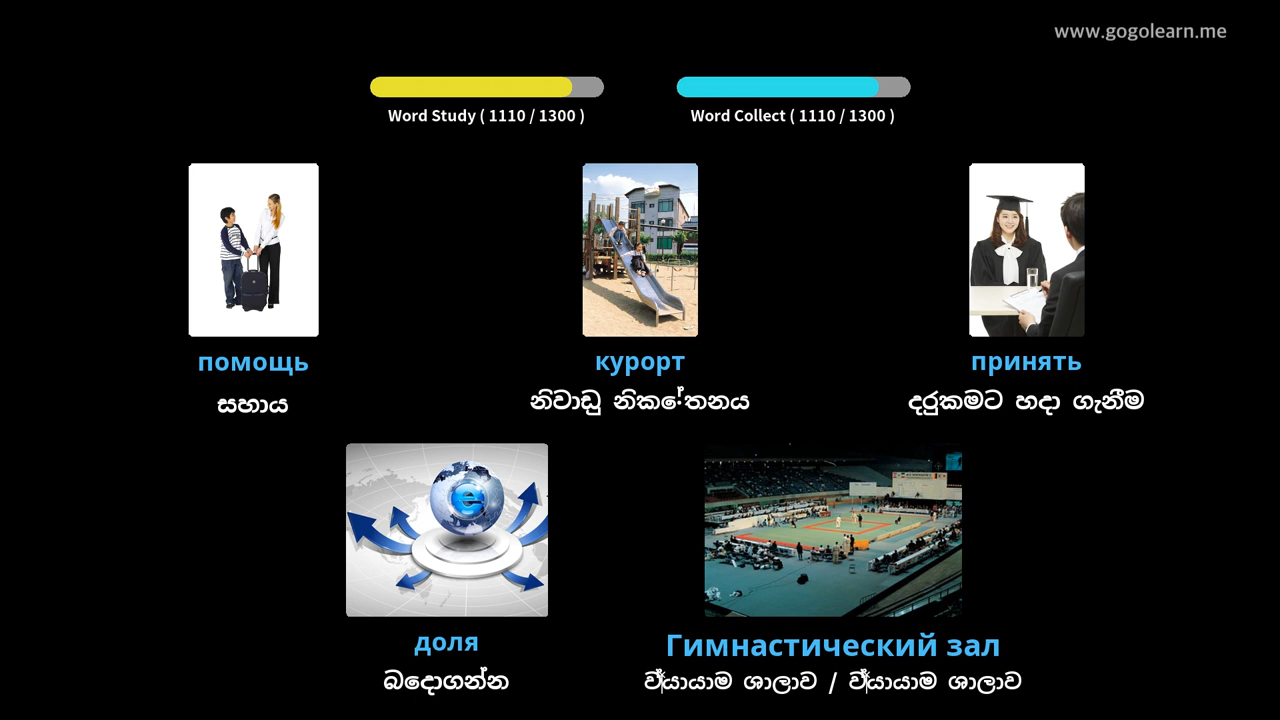 www.gogolearn.me
Word Study ( 1110 / 1300 )
Word Collect ( 1110 / 1300 )
помощь
සහාය
курорт
නිවාඩු නිකේතනය
принять
දරුකමට හදා ගැනීම
доля
බෙදාගන්න
Гимнастический зал
ව්යායාම ශාලාව / ව්යායාම ශාලාව